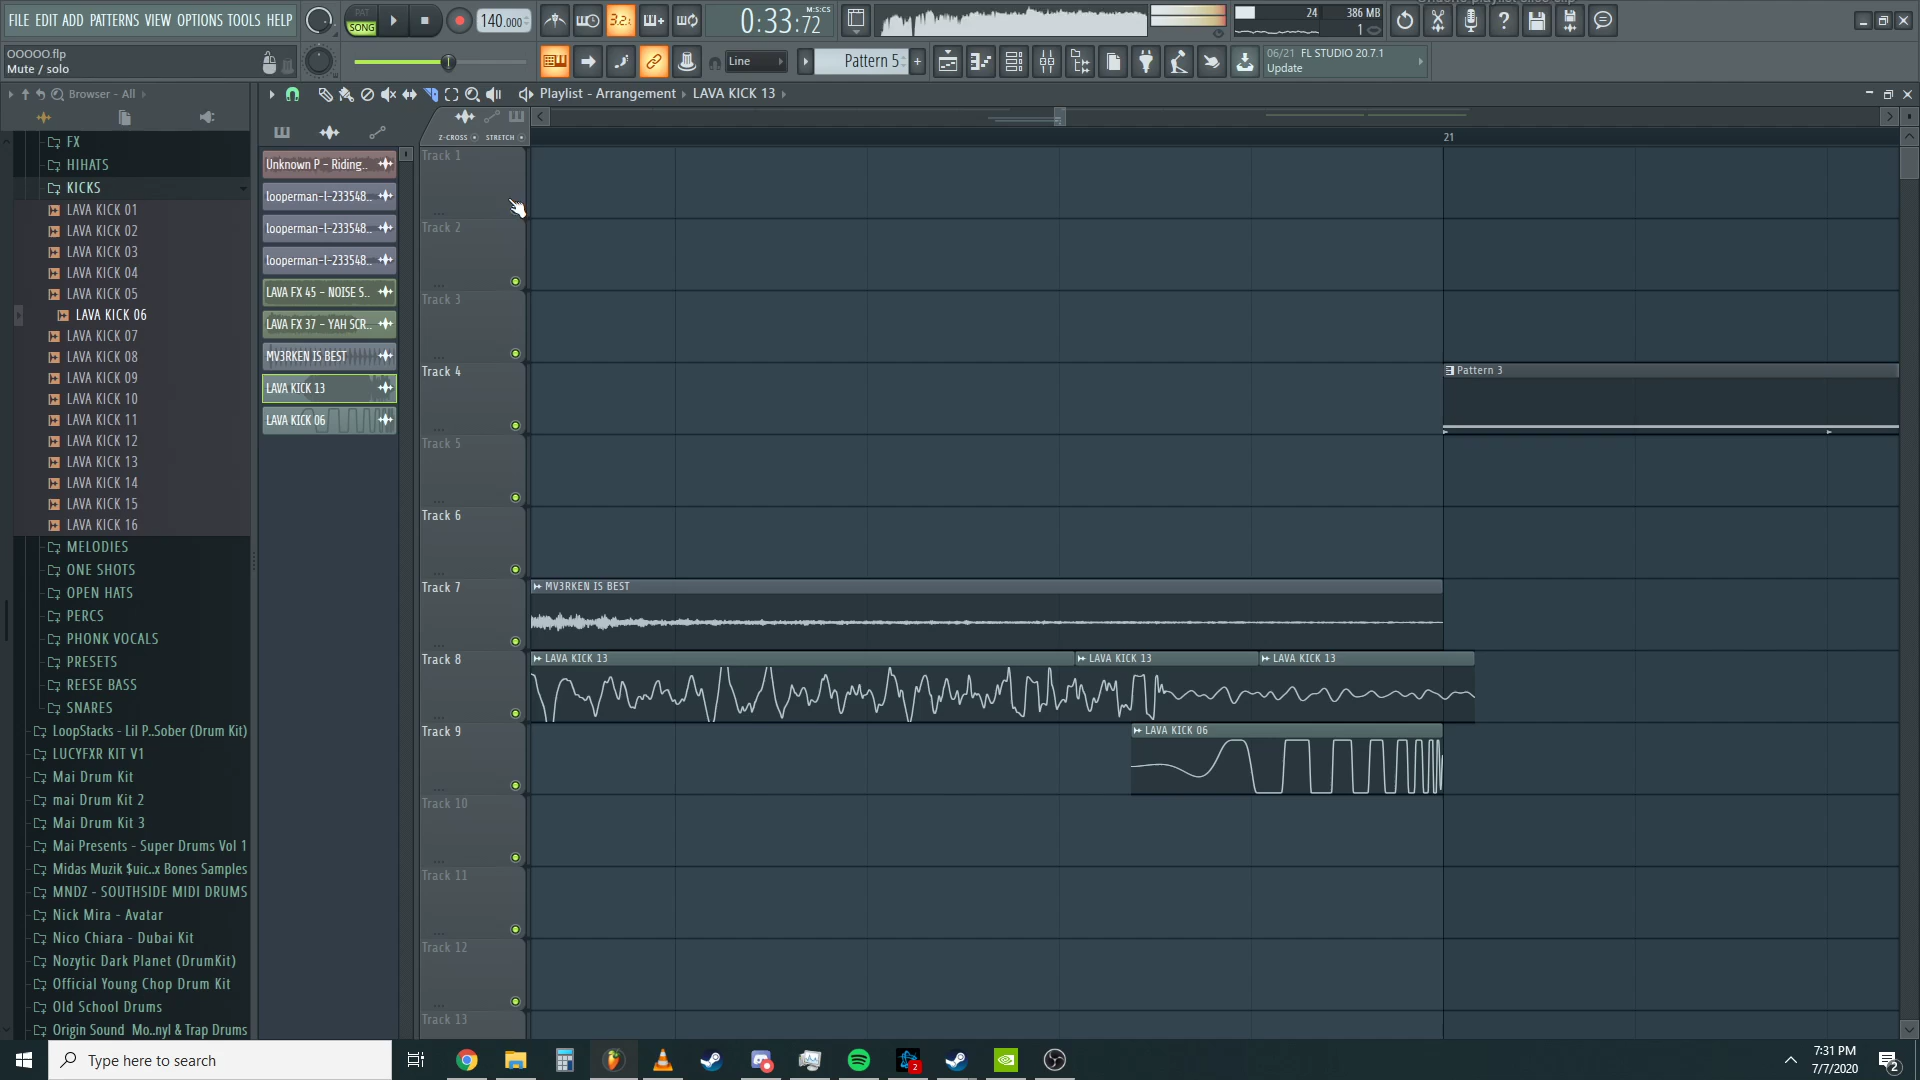 Undone playlist slice clip
FILE EDIT ADD PATTERNS VIEW OPTIONS TOOLS HELP
PAT
SONG
140.000
3.2.
0:33:72
M:S:CS
24
386 MB
1
OOOOO.flp
Mute / solo
Line
Pattern 5
06/21 FL STUDIO 20.7.1
Update
Browser - All
Playlist - Arrangement
LAVA KICK 13
Z-CROSS
STRETCH
21
FX
HIHATS
KICKS
LAVA KICK 01
LAVA KICK 02
LAVA KICK 03
LAVA KICK 04
LAVA KICK 05
LAVA KICK 06
LAVA KICK 07
LAVA KICK 08
LAVA KICK 09
LAVA KICK 10
LAVA KICK 11
LAVA KICK 12
LAVA KICK 13
LAVA KICK 14
LAVA KICK 15
LAVA KICK 16
MELODIES
ONE SHOTS
OPEN HATS
PERCS
PHONK VOCALS
PRESETS
REESE BASS
SNARES
LoopStacks - Lil P..Sober (Drum Kit)
LUCYFXR KIT V1
Mai Drum Kit
mai Drum Kit 2
Mai Drum Kit 3
Mai Presents - Super Drums Vol 1
Midas Muzik $uic..x Bones Samples
MNDZ - SOUTHSIDE MIDI DRUMS
Nick Mira - Avatar
Nico Chiara - Dubai Kit
Nozytic Dark Planet (DrumKit)
Official Young Chop Drum Kit
Old School Drums
Origin Sound Mo..nyl & Trap Drums
Unknown P - Riding..
looperman-l-233548..
looperman-l-233548..
looperman-l-233548..
LAVA FX 45 - NOISE S..
LAVA FX 37 - YAH SCR..
MV3RKEN IS BEST
LAVA KICK 13
LAVA KICK 06
Track 1
Track 2
Track 3
Track 4
Pattern 3
Track 5
Track 6
Track 7
MV3RKEN IS BEST
Track 8
LAVA KICK 13
LAVA KICK 13
LAVA KICK 13
Track 9
LAVA KICK 06
Track 10
Track 11
Track 12
Track 13
Type here to search
2
7:31 PM
7/7/2020
2